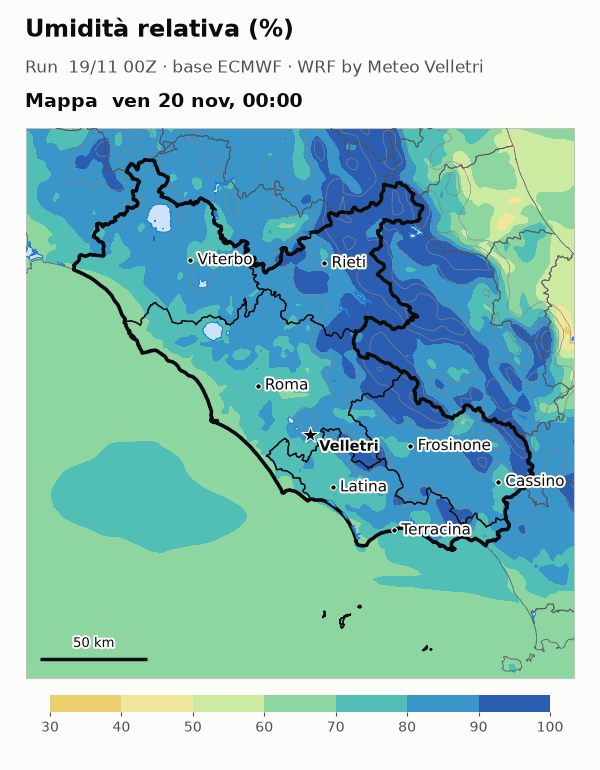 Umidità relativa (%)
Run 19/11 00Z · base ECMWF · WRF by Meteo Velletri
Mappa ven 20 nov, 00:00
Viterbo
Rieti
Roma
Velletri
Frosinone
Cassino
Latina
Terracina
50 km
30 40 50 60 70 80 90 100